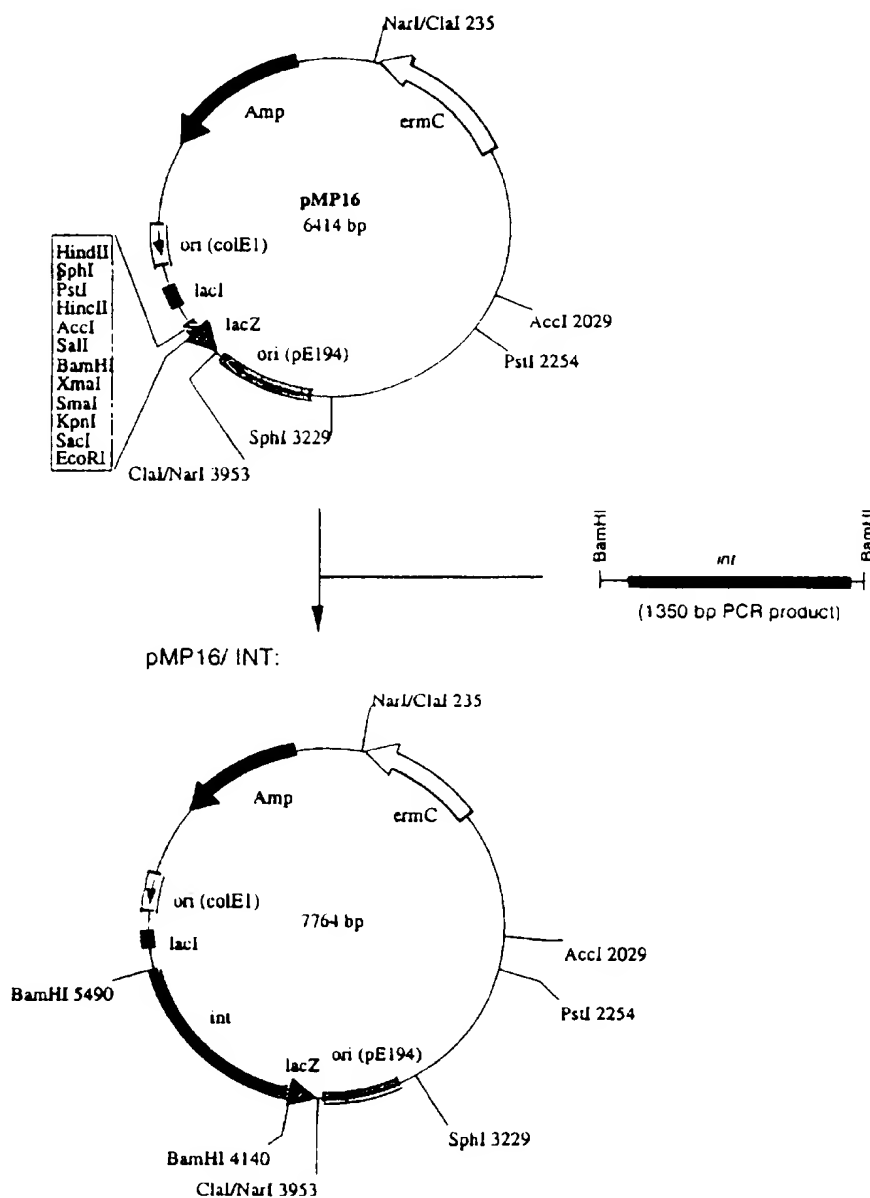 NarI/ClaI 235
Amp
ermC
pMP16
6414 bp
ori (colE1)
HindII
SphI
PstI
HincII
AccI
SalI
BamHI
XmaI
SmaI
KpnI
SacI
EcoRI
lacI
lacZ
ori (pE194)
AccI 2029
PstI 2254
SphI 3229
ClaI/NarI 3953
BamHI
int
BamHI
(1350 bp PCR product)
pMP16/ INT:
NarI/ClaI 235
Amp
ermC
ori (colE1)
7764 bp
lacI
AccI 2029
BamHI 5490
PstI 2254
int
lacZ
ori (pE194)
SphI 3229
BamHI 4140
ClaI/NarI 3953